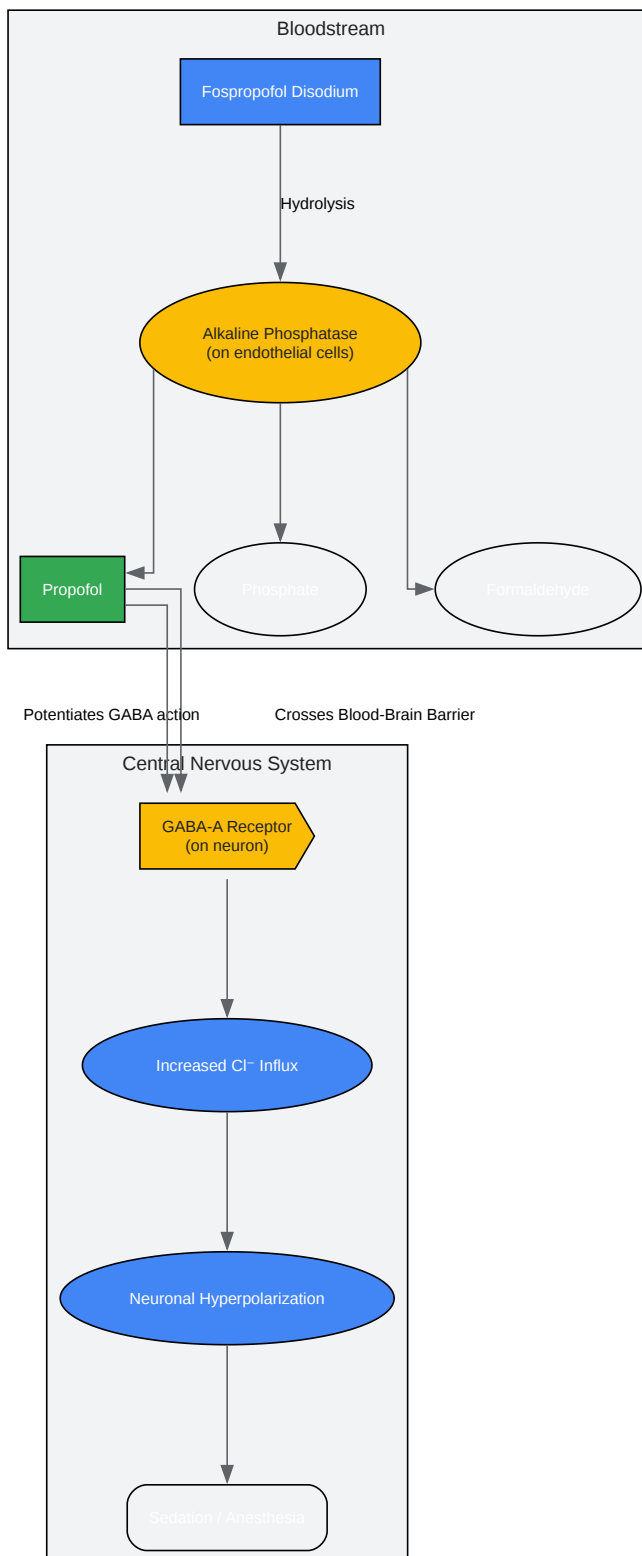 Bloodstream
Fospropofol Disodium
Hydrolysis
Alkaline Phosphatase
(on endothelial cells)
Propofol
Phosphate
Formaldehyde
Potentiates GABA action
Crosses Blood-Brain Barrier
Central Nervous System
GABA-A Receptor
(on neuron)
Increased Cl⁻ Influx
Neuronal Hyperpolarization
Sedation / Anesthesia